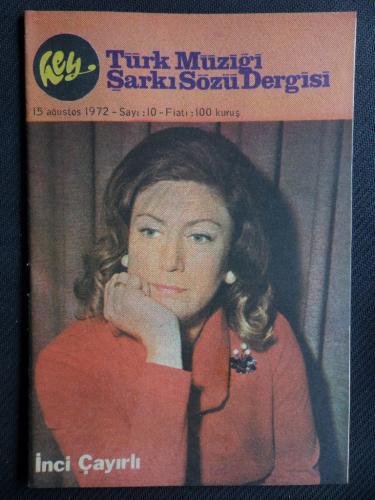 hey.
Türk Müziği
Şarkı Sözü Dergisi
15 ağustos 1972 - Sayı :10 - Fiatı :100 kuruş
İnci Çayırlı